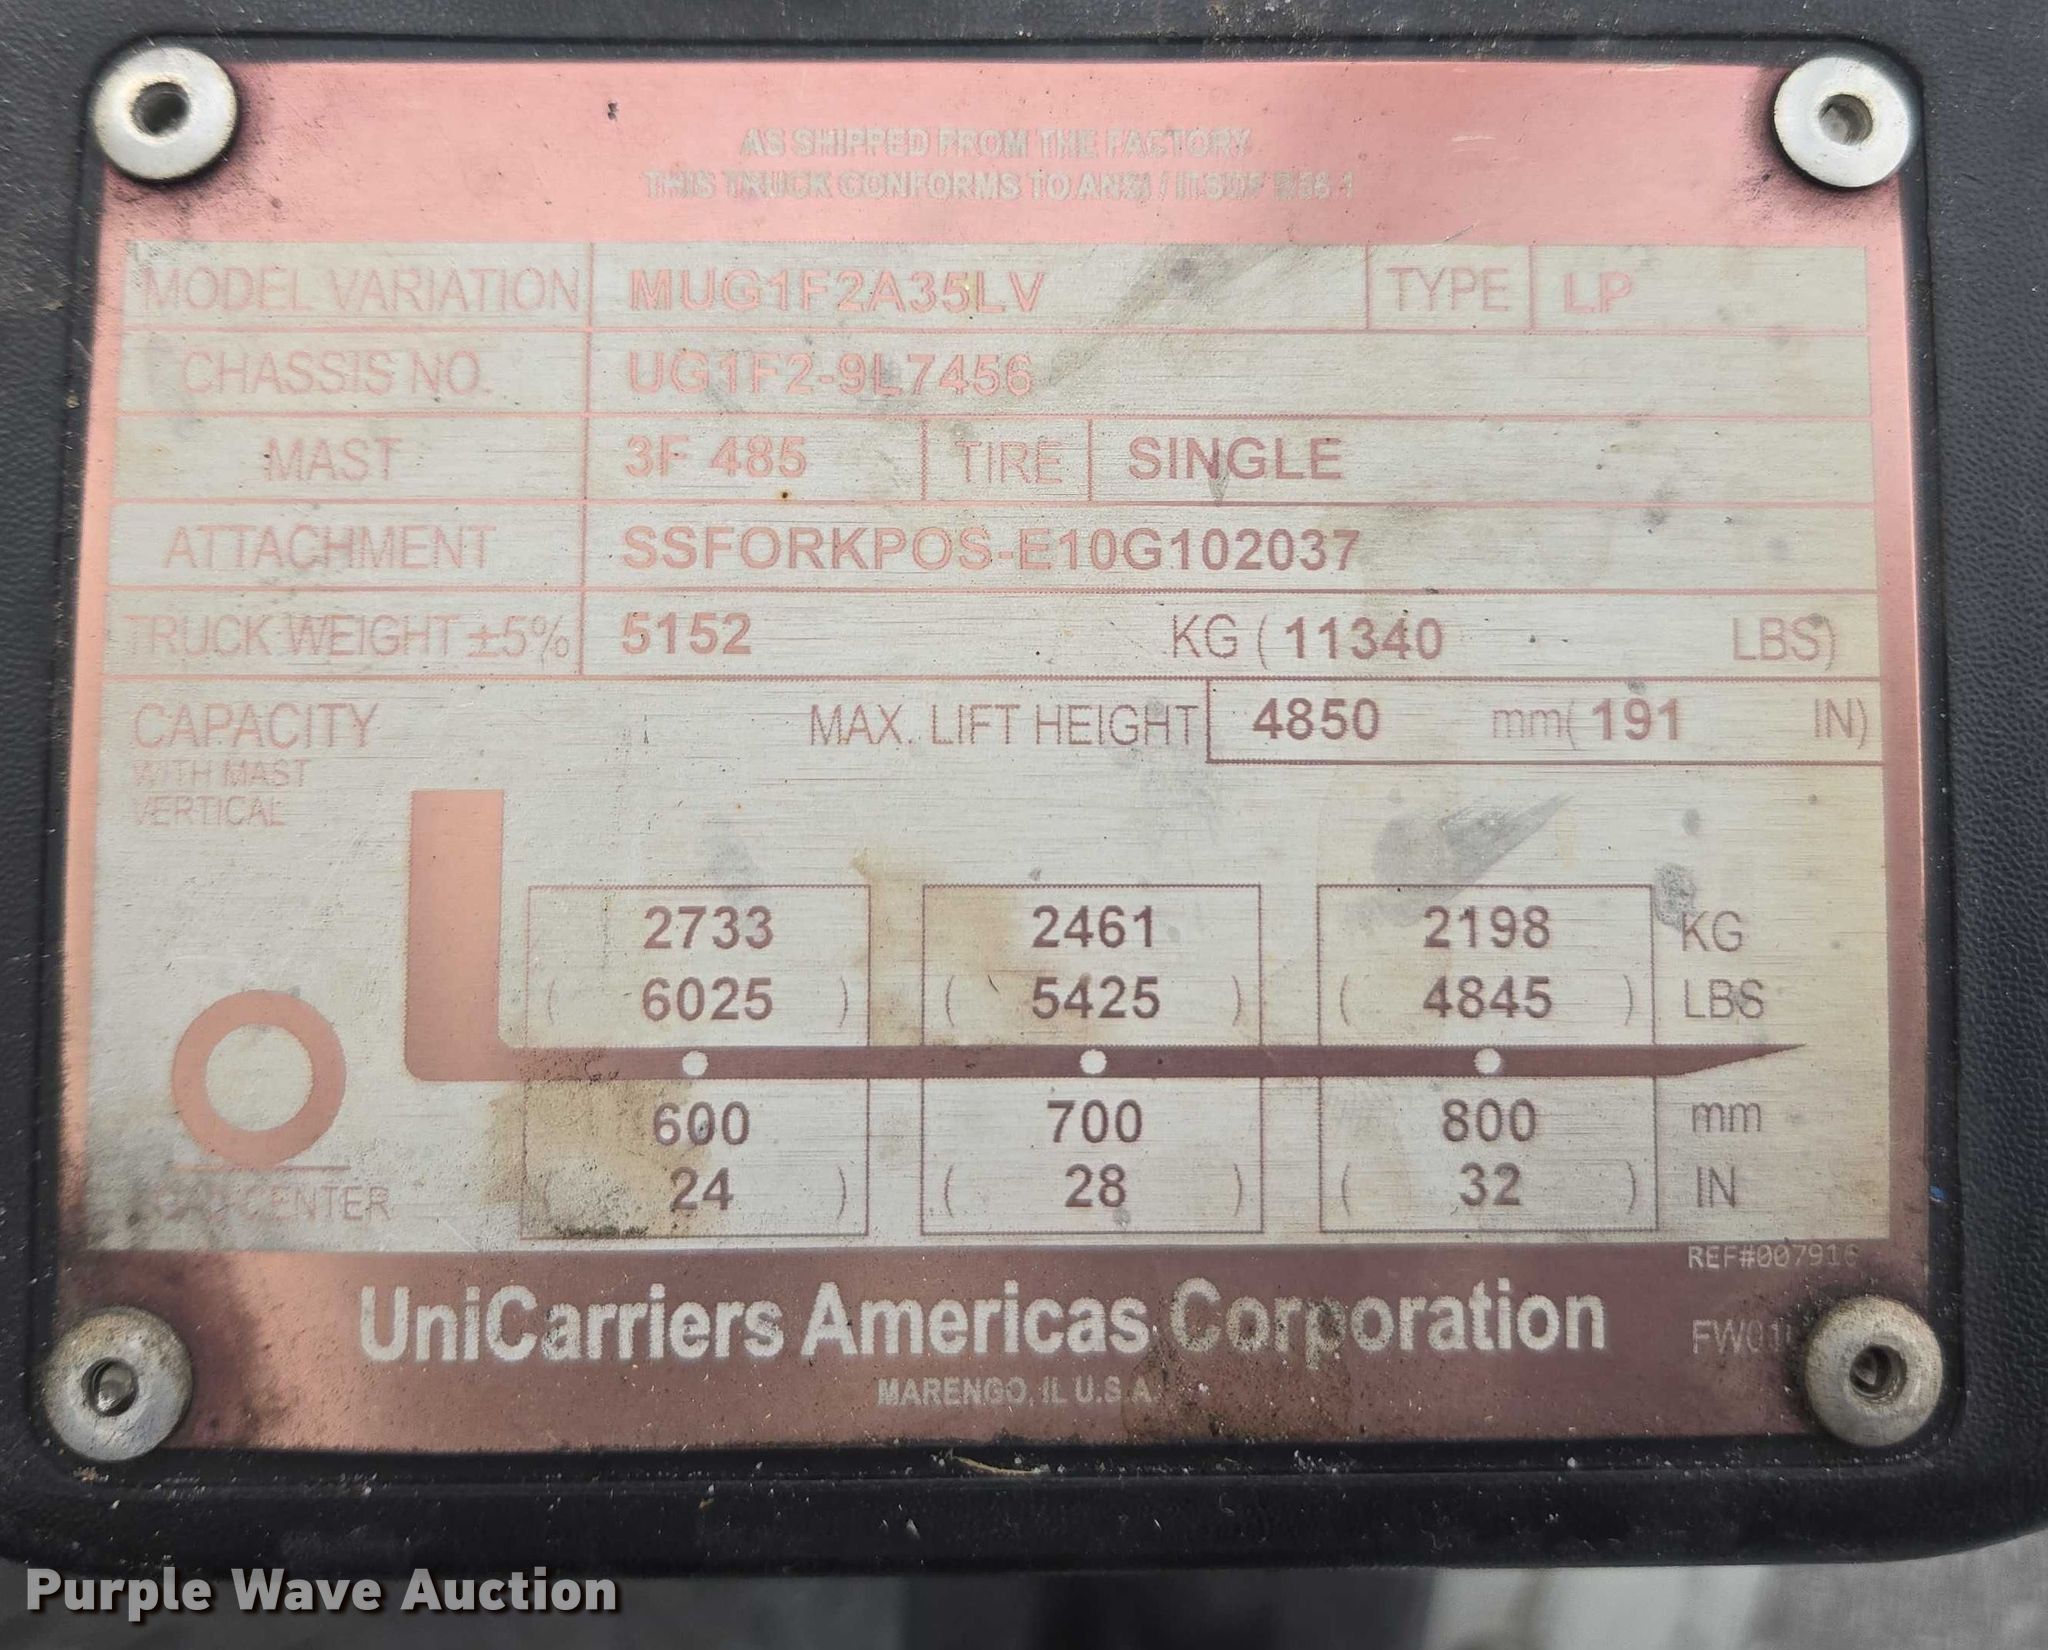 AS SHIPPED FROM THE FACTORY
THIS TRUCK CONFORMS TO ANSI / ITSDF B56.1
MODEL VARIATION MUG1F2A35LV TYPE LP
CHASSIS NO. UG1F2-9L7456
MAST 3F 485 TIRE SINGLE
ATTACHMENT SSFORKPOS-E10G102037
TRUCK WEIGHT ±5% 5152 KG ( 11340 LBS)
CAPACITY MAX. LIFT HEIGHT 4850 mm( 191 IN)
WITH MAST
VERTICAL
2733 2461 2198 KG
( 6025 ) ( 5425 ) ( 4845 ) LBS
600 700 800 mm
( 24 ) ( 28 ) ( 32 ) IN
LOAD CENTER
REF#007916
UniCarriers Americas Corporation
MARENGO, IL U.S.A.
Purple Wave Auction